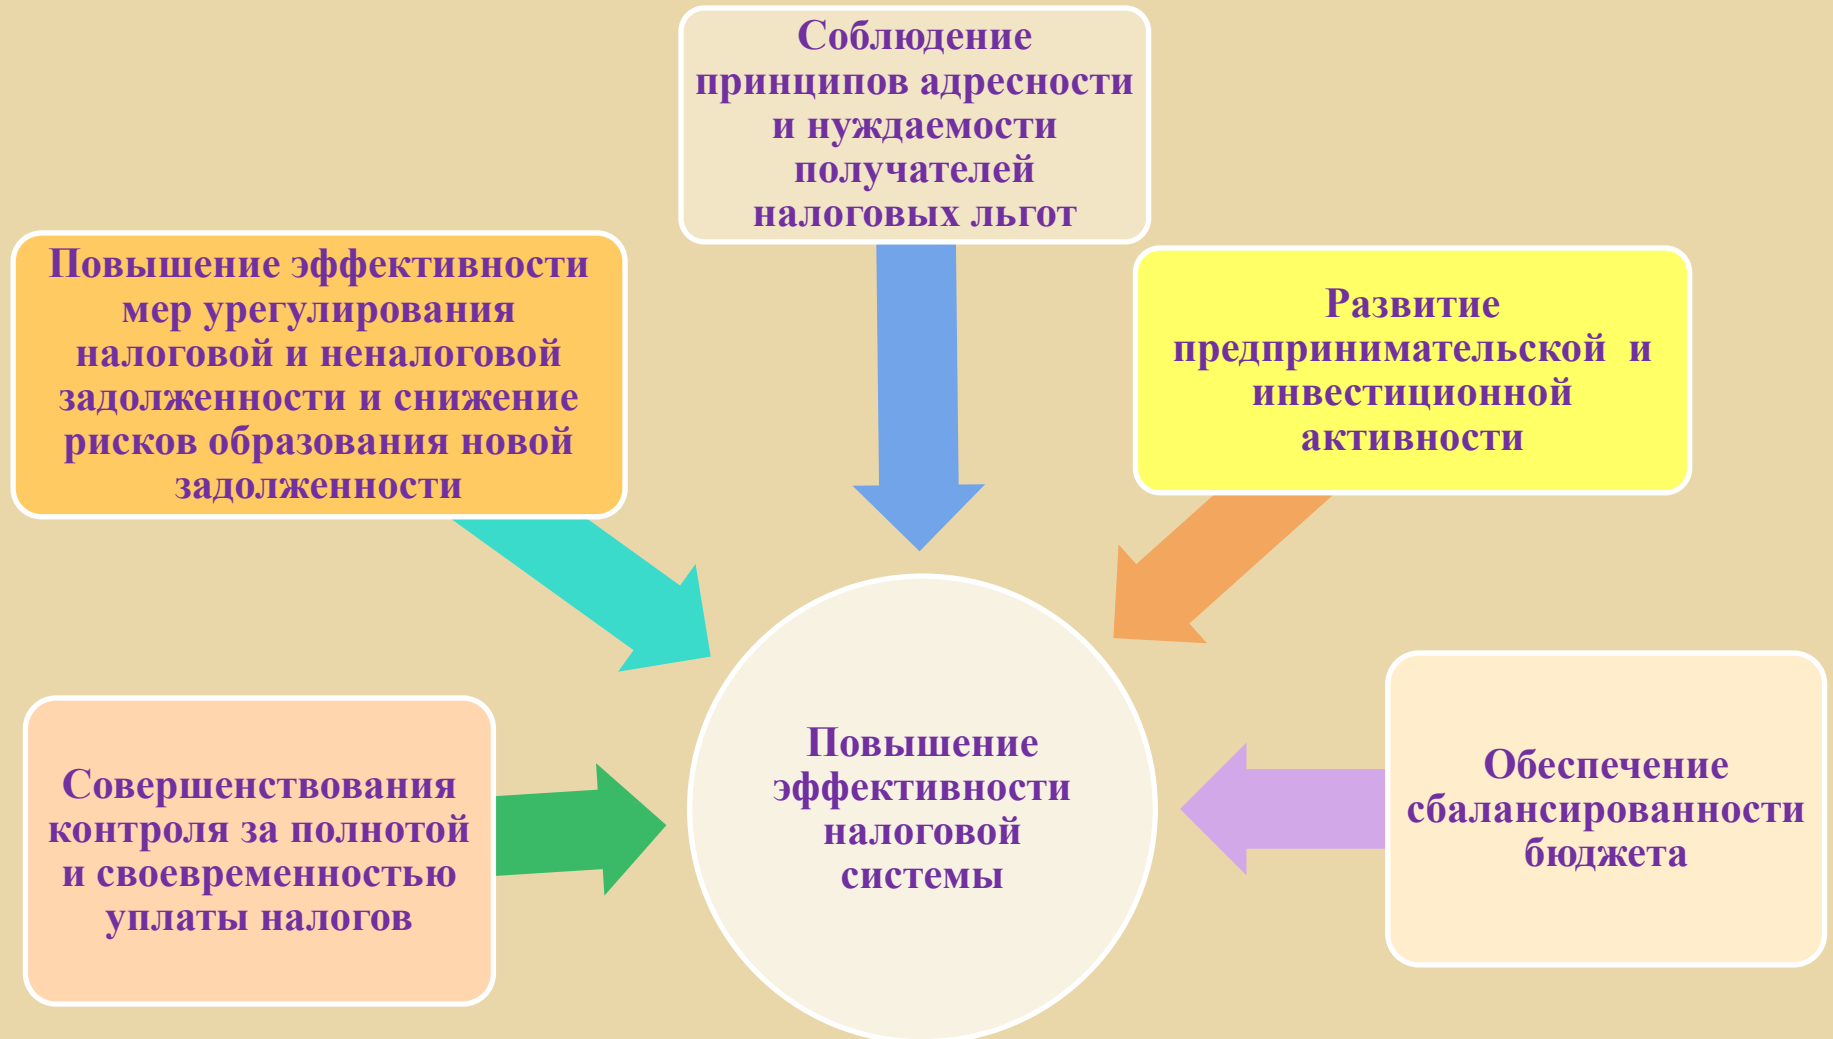 Соблюдение
принципов адресности
и нуждаемости
получателей
налоговых льгот
Повышение эффективности
мер урегулирования
налоговой и неналоговой
задолженности и снижение
рисков образования новой
задолженности
Развитие
предпринимательской и
инвестиционной
активности
Совершенствования
контроля за полнотой
и своевременностью
уплаты налогов
Повышение
эффективности
налоговой
системы
Обеспечение
сбалансированности
бюджета